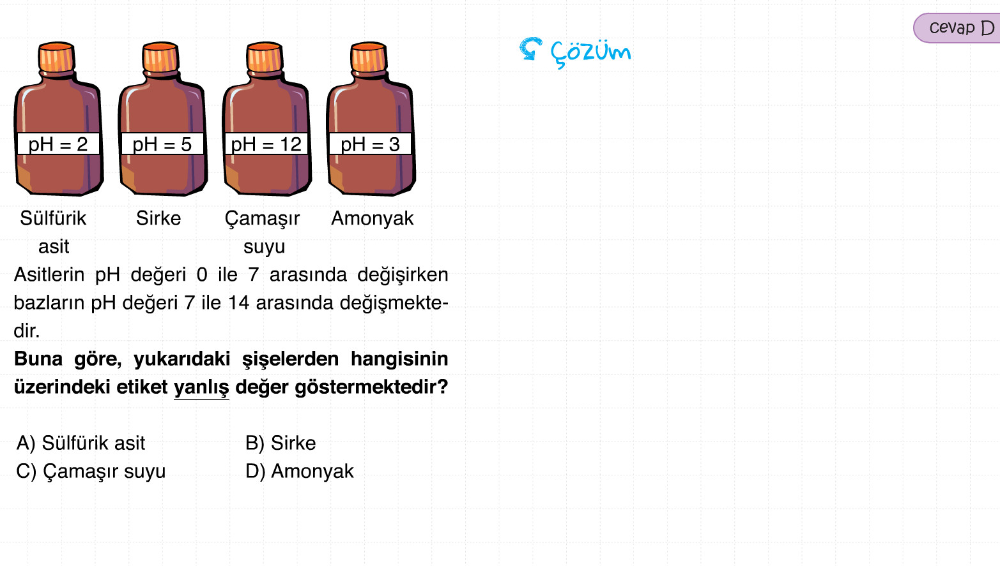 Cevap D
Çözüm
pH = 2 pH = 5 pH = 12 pH = 3
Sülfürik Sirke Çamaşır Amonyak
asit suyu
Asitlerin pH değeri 0 ile 7 arasında değişirken
bazların pH değeri 7 ile 14 arasında değişmekte-
dir.
Buna göre, yukarıdaki şişelerden hangisinin
üzerindeki etiket yanlış değer göstermektedir?
A) Sülfürik asit B) Sirke
C) Çamaşır suyu D) Amonyak